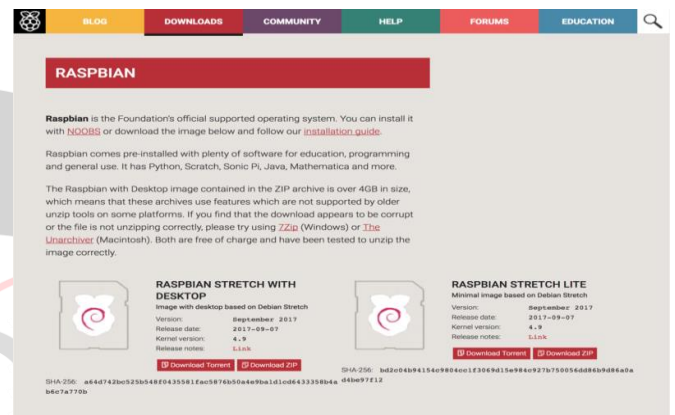 BLOG DOWNLOADS COMMUNITY HELP FORUMS EDUCATION
RASPBIAN
Raspbian is the Foundation's official supported operating system. You can install it
with NOOBS or download the image below and follow our installation guide.
Raspbian comes pre-installed with plenty of software for education, programming
and general use. It has Python, Scratch, Sonic Pi, Java, Mathematica and more.
The Raspbian with Desktop image contained in the ZIP archive is over 4GB in size,
which means that these archives use features which are not supported by older
unzip tools on some platforms. If you find that the download appears to be corrupt
or the file is not unzipping correctly, please try using 7Zip (Windows) or The
Unarchiver (Macintosh). Both are free of charge and have been tested to unzip the
image correctly.
RASPBIAN STRETCH WITH
DESKTOP
Image with desktop based on Debian Stretch
Version: September 2017
Release date: 2017-09-07
Kernel version: 4.9
Release notes: Link
Download Torrent Download ZIP
SHA-256:
b6c7a770b
RASPBIAN STRETCH LITE
Minimal image based on Debian Stretch
Version: September 2017
Release date: 2017-09-07
Kernel version: 4.9
Release notes: Link
Download Torrent Download ZIP
SHA-256:
d4be97f12